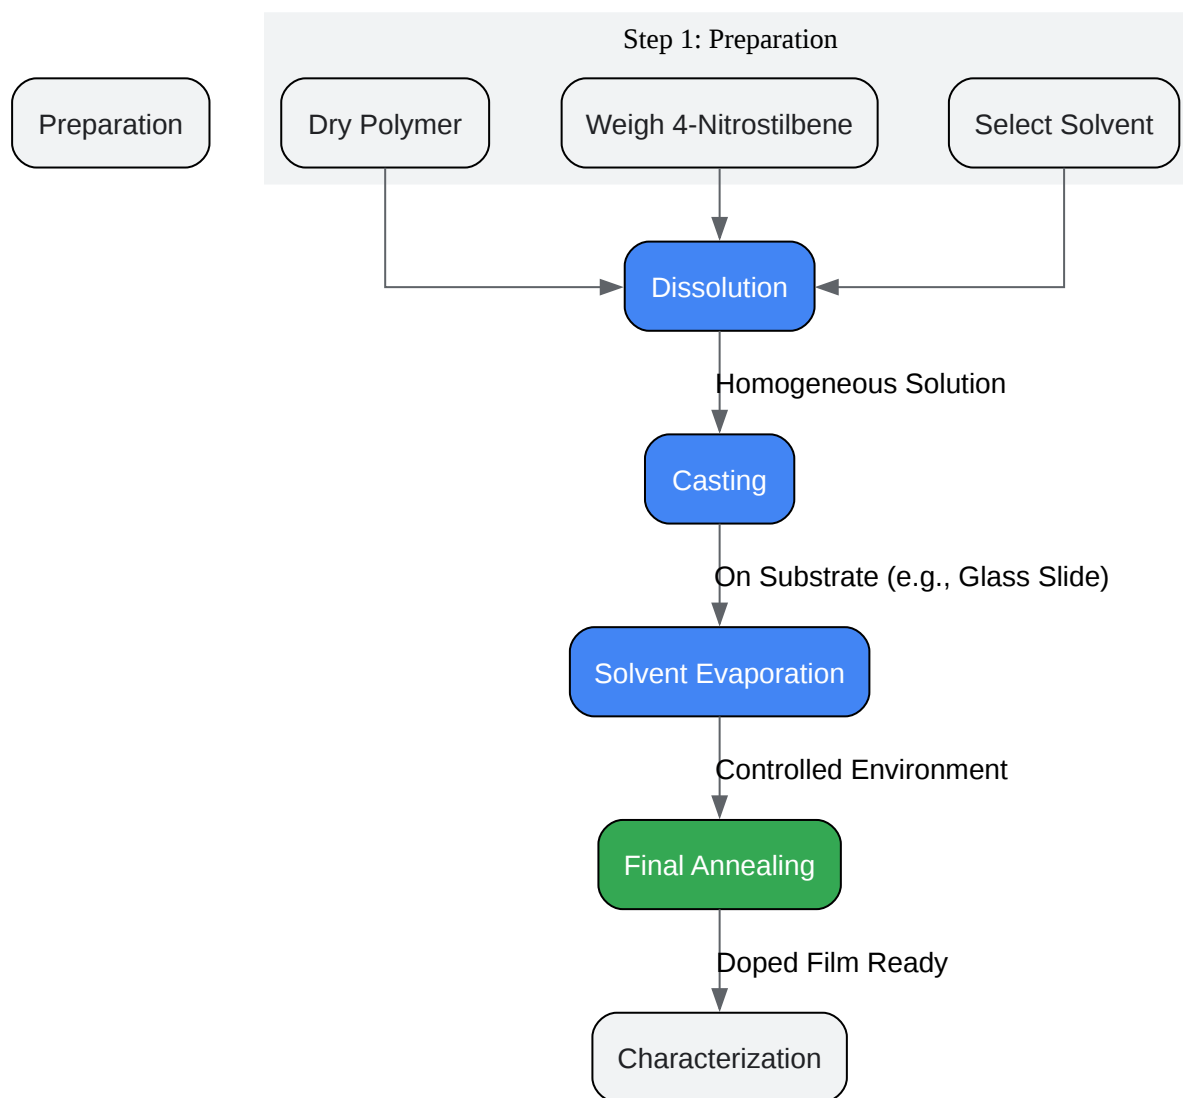 Step 1: Preparation
Preparation
Dry Polymer
Weigh 4-Nitrostilbene
Select Solvent
Dissolution
Homogeneous Solution
Casting
On Substrate (e.g., Glass Slide)
Solvent Evaporation
Controlled Environment
Final Annealing
Doped Film Ready
Characterization